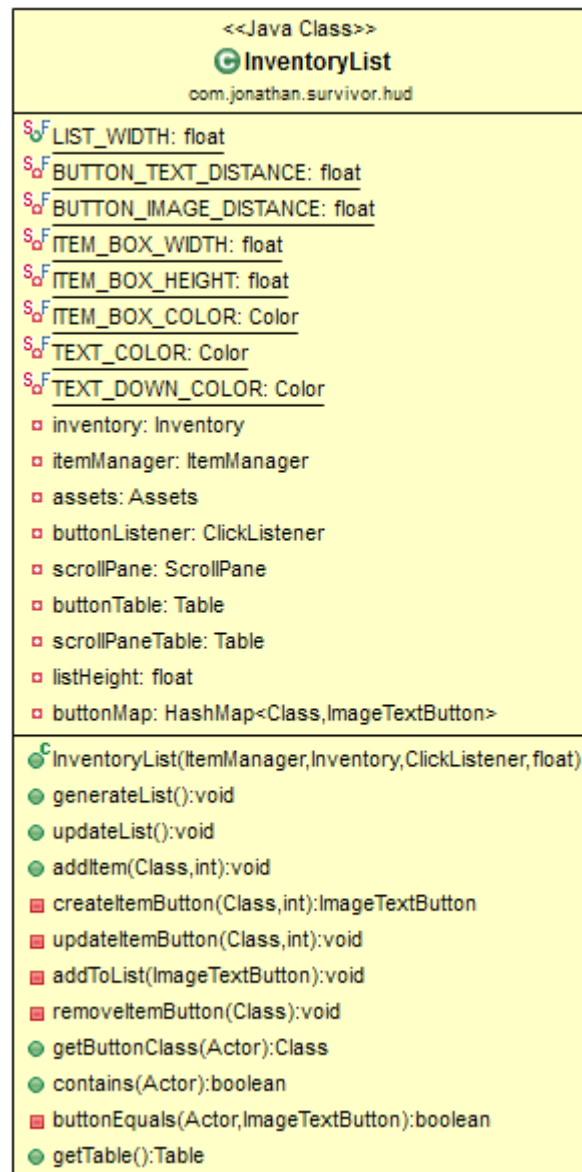 <<Java Class>>
C InventoryList
com.jonathan.survivor.hud
S F LIST_WIDTH: float
S F BUTTON_TEXT_DISTANCE: float
S F BUTTON_IMAGE_DISTANCE: float
S F ITEM_BOX_WIDTH: float
S F ITEM_BOX_HEIGHT: float
S F ITEM_BOX_COLOR: Color
S F TEXT_COLOR: Color
S F TEXT_DOWN_COLOR: Color
inventory: Inventory
itemManager: ItemManager
assets: Assets
buttonListener: ClickListener
scrollPane: ScrollPane
buttonTable: Table
scrollPaneTable: Table
listHeight: float
buttonMap: HashMap<Class,ImageTextButton>
C InventoryList(ItemManager,Inventory,ClickListener,float)
generateList():void
updateList():void
addItem(Class,int):void
createItemButton(Class,int):ImageTextButton
updateItemButton(Class,int):void
addToList(ImageTextButton):void
removeItemButton(Class):void
getButtonClass(Actor):Class
contains(Actor):boolean
buttonEquals(Actor,ImageTextButton):boolean
getTable():Table